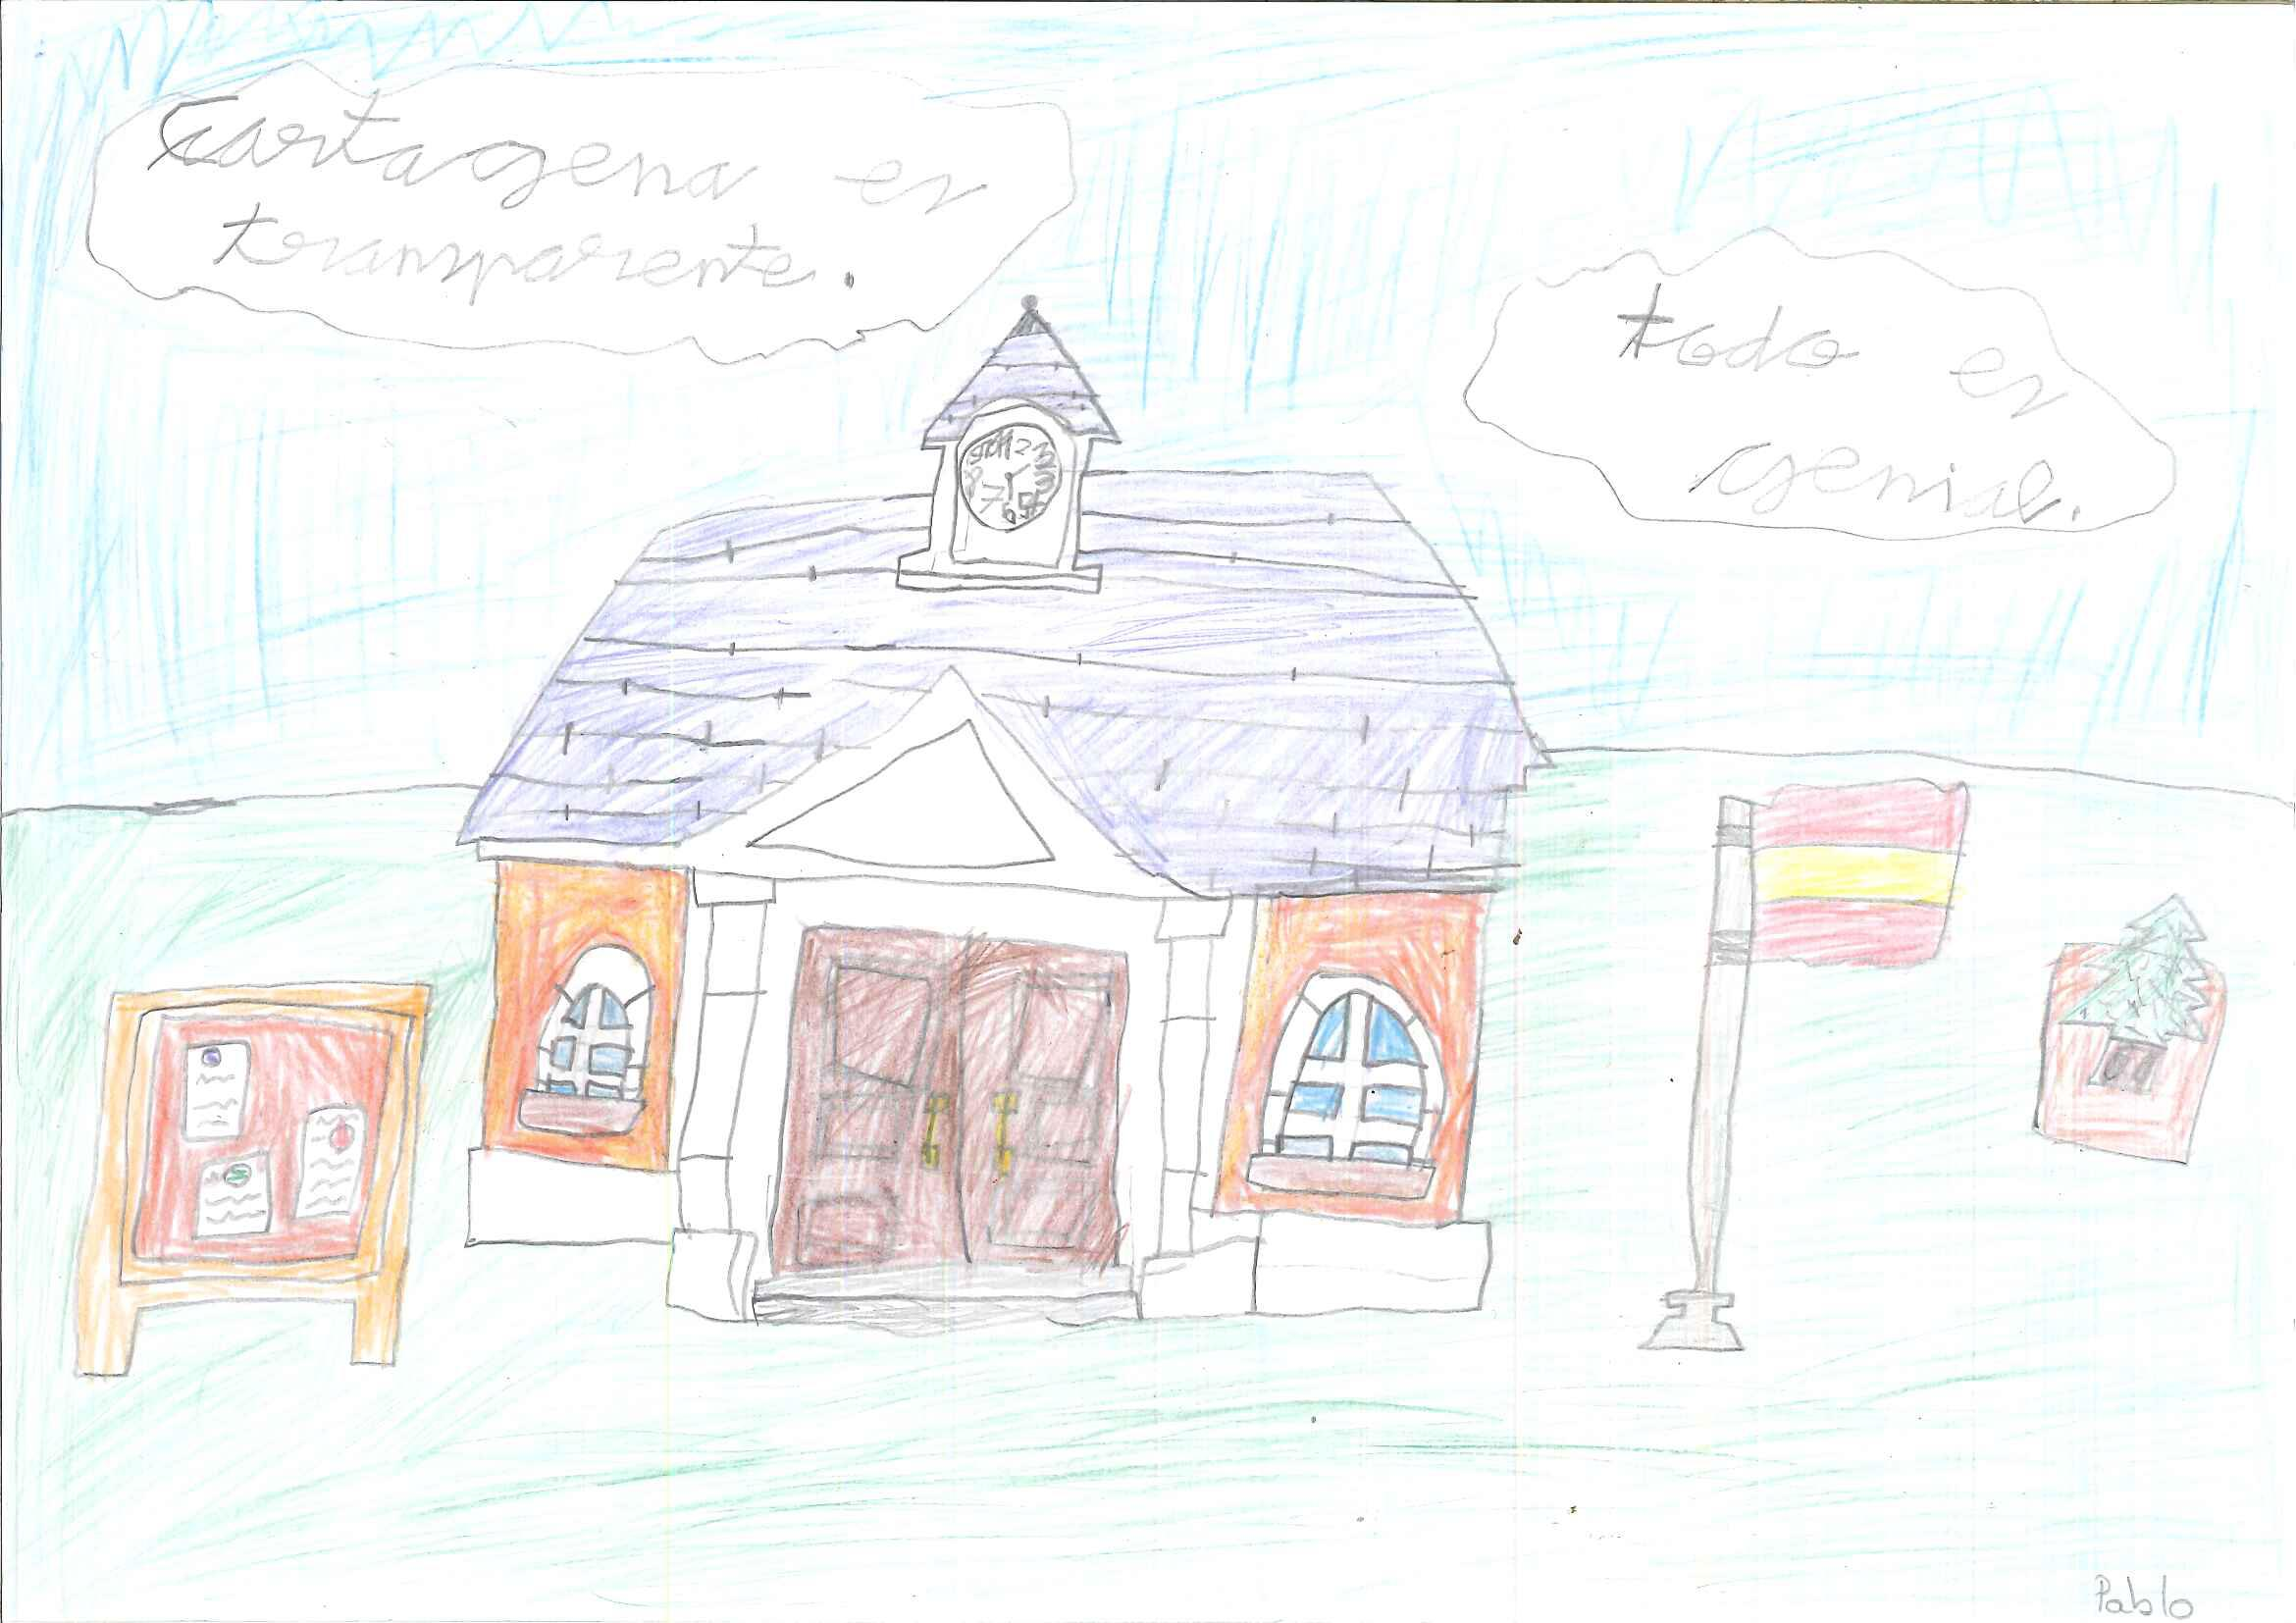 Cartagena es
transparente.
todo es
genial.
Pablo